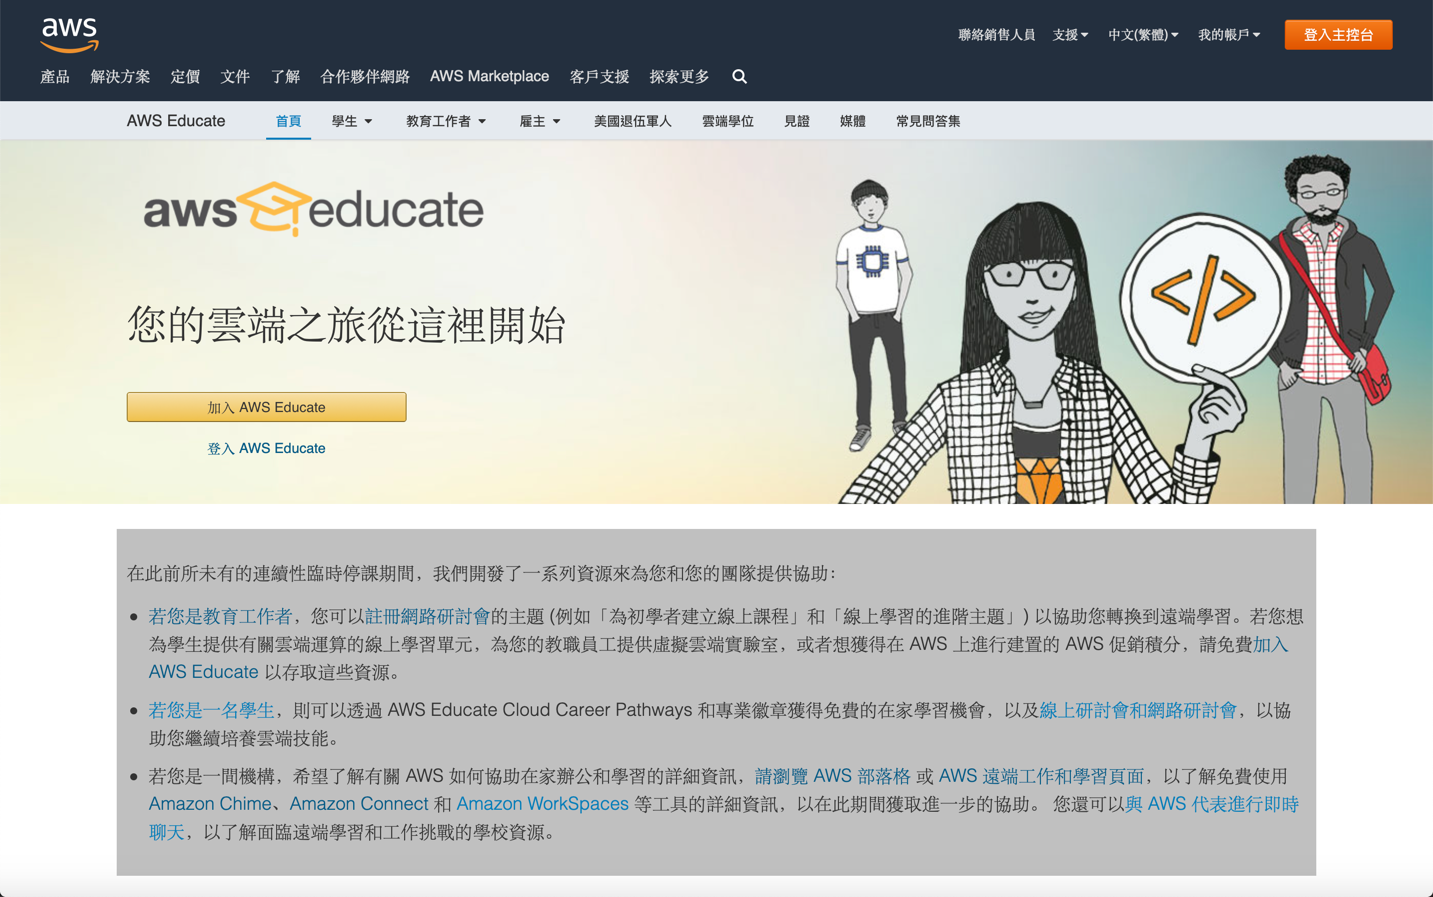 aws
聯絡銷售人員 支援 中文(繁體) 我的帳戶 登入主控台
產品 解決方案 定價 文件 了解 合作夥伴網路 AWS Marketplace 客戶支援 探索更多
AWS Educate 首頁 學生 教育工作者 雇主 美國退伍軍人 雲端學位 見證 媒體 常見問答集
aws educate
</>
您的雲端之旅從這裡開始
加入 AWS Educate
登入 AWS Educate
在此前所未有的連續性臨時停課期間，我們開發了一系列資源來為您和您的團隊提供協助：
• 若您是教育工作者，您可以註冊網路研討會的主題 (例如「為初學者建立線上課程」和「線上學習的進階主題」) 以協助您轉換到遠端學習。若您想
為學生提供有關雲端運算的線上學習單元，為您的教職員工提供虛擬雲端實驗室，或者想獲得在 AWS 上進行建置的 AWS 促銷積分，請免費加入
AWS Educate 以存取這些資源。
• 若您是一名學生，則可以透過 AWS Educate Cloud Career Pathways 和專業徽章獲得免費的在家學習機會，以及線上研討會和網路研討會，以協
助您繼續培養雲端技能。
• 若您是一間機構，希望了解有關 AWS 如何協助在家辦公和學習的詳細資訊，請瀏覽 AWS 部落格 或 AWS 遠端工作和學習頁面，以了解免費使用
Amazon Chime、Amazon Connect 和 Amazon WorkSpaces 等工具的詳細資訊，以在此期間獲取進一步的協助。 您還可以與 AWS 代表進行即時
聊天，以了解面臨遠端學習和工作挑戰的學校資源。